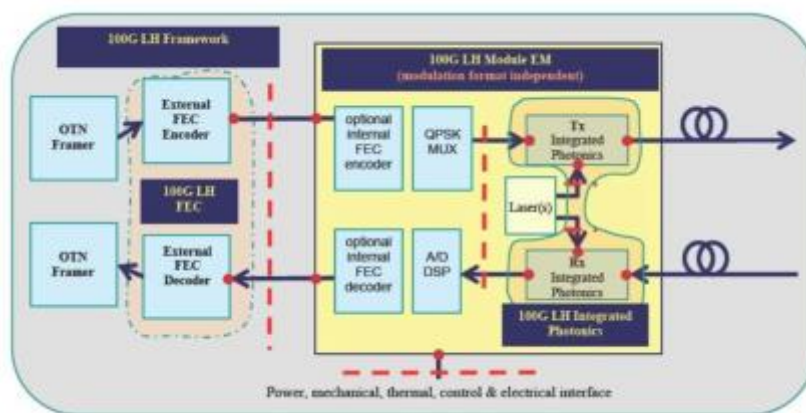 100G LH Framework
100G LH Module EM
(modulation format independent)
OTN
Framer
External
FEC
Encoder
optional
internal
FEC
encoder
QPSK
MUX
Tx
Integrated
Photonics
100G LH
FEC
Laser(s)
OTN
Framer
External
FEC
Decoder
optional
internal
FEC
decoder
A/D
DSP
Rx
Integrated
Photonics
100G LH Integrated
Photonics
Power, mechanical, thermal, control & electrical interface